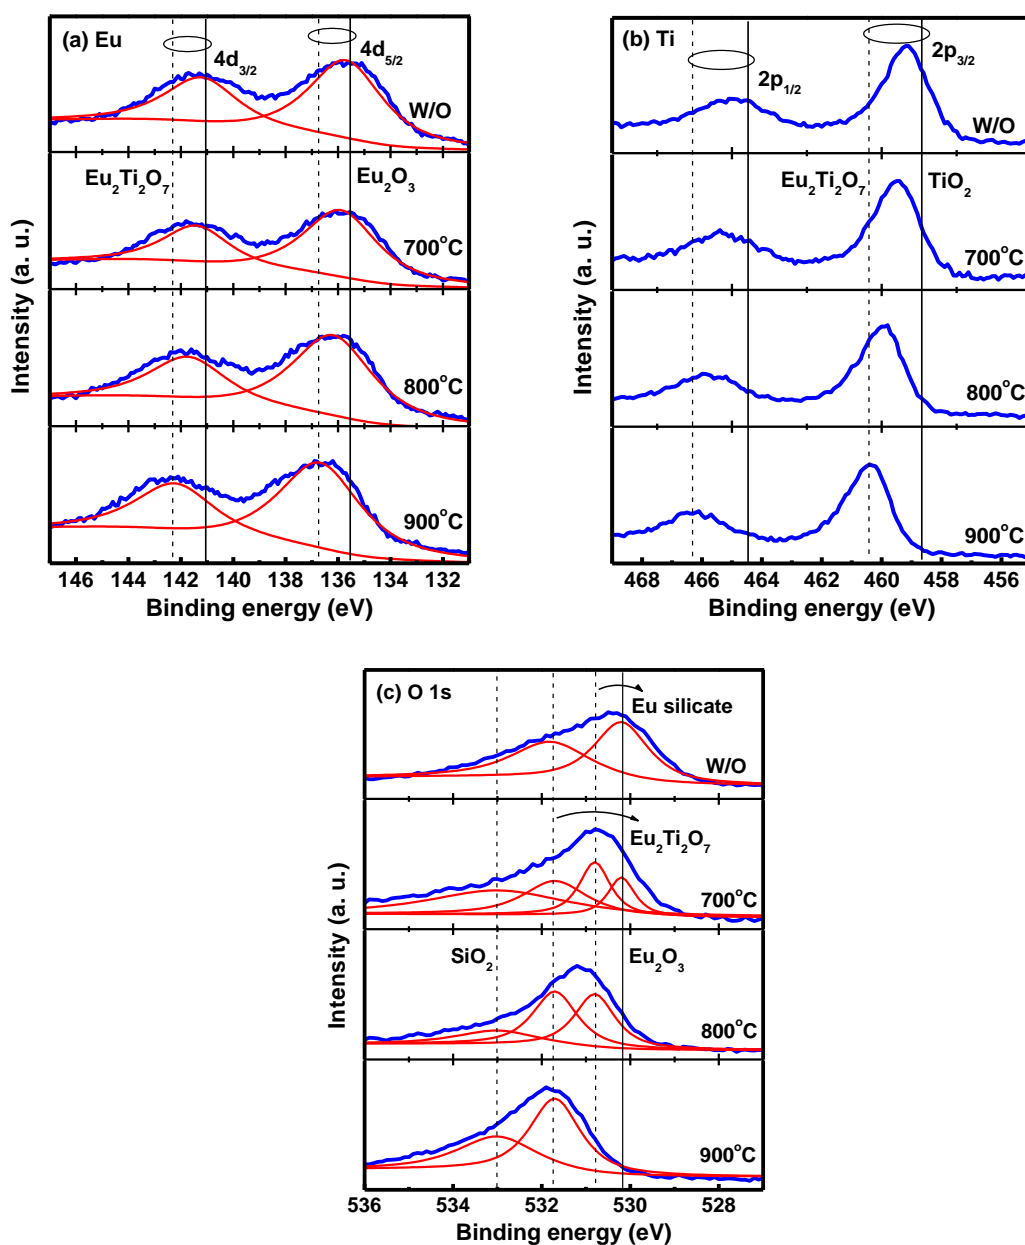 (a) Eu
4d3/2
4d5/2
W/O
Eu2Ti2O7
Eu2O3
700°C
800°C
900°C
Intensity (a. u.)
146 144 142 140 138 136 134 132
Binding energy (eV)
(b) Ti
2p1/2
2p3/2
W/O
Eu2Ti2O7
TiO2
700°C
800°C
900°C
Intensity (a. u.)
468 466 464 462 460 458 456
Binding energy (eV)
(c) O 1s
Eu silicate
W/O
Eu2Ti2O7
700°C
SiO2
Eu2O3
800°C
900°C
Intensity (a. u.)
536 534 532 530 528
Binding energy (eV)